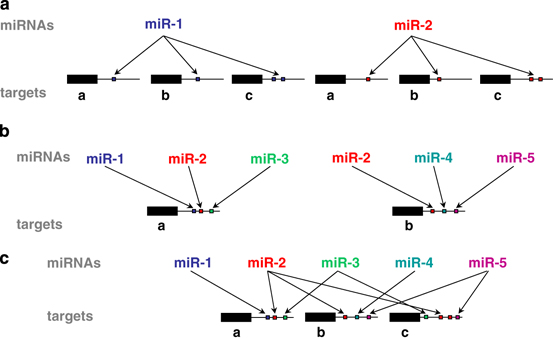 a
miRNAs miR-1 miR-2
targets a b c a b c
b
miRNAs miR-1 miR-2 miR-3 miR-2 miR-4 miR-5
targets a b
c
miRNAs miR-1 miR-2 miR-3 miR-4 miR-5
targets a b c